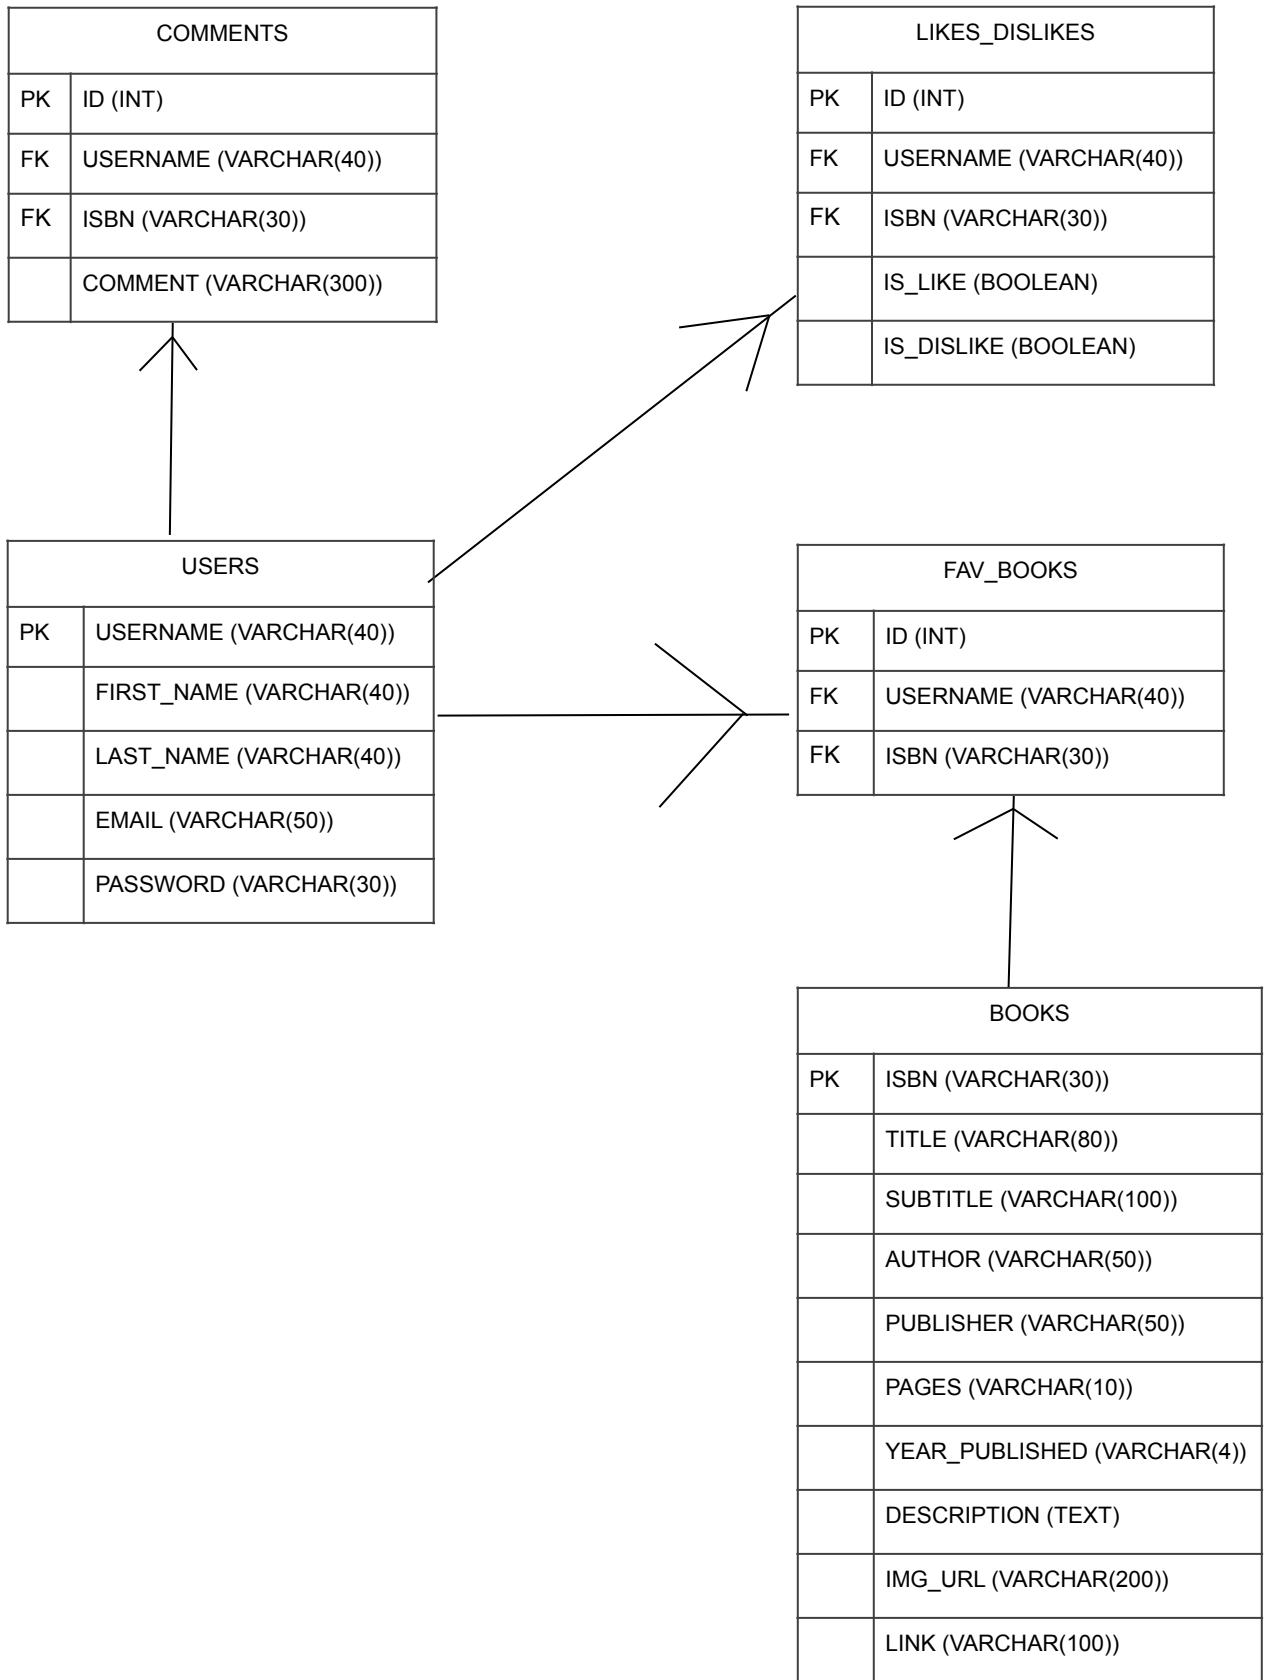 COMMENTS
PK ID (INT)
FK USERNAME (VARCHAR(40))
FK ISBN (VARCHAR(30))
COMMENT (VARCHAR(300))
LIKES_DISLIKES
PK ID (INT)
FK USERNAME (VARCHAR(40))
FK ISBN (VARCHAR(30))
IS_LIKE (BOOLEAN)
IS_DISLIKE (BOOLEAN)
USERS
PK USERNAME (VARCHAR(40))
FIRST_NAME (VARCHAR(40))
LAST_NAME (VARCHAR(40))
EMAIL (VARCHAR(50))
PASSWORD (VARCHAR(30))
FAV_BOOKS
PK ID (INT)
FK USERNAME (VARCHAR(40))
FK ISBN (VARCHAR(30))
BOOKS
PK ISBN (VARCHAR(30))
TITLE (VARCHAR(80))
SUBTITLE (VARCHAR(100))
AUTHOR (VARCHAR(50))
PUBLISHER (VARCHAR(50))
PAGES (VARCHAR(10))
YEAR_PUBLISHED (VARCHAR(4))
DESCRIPTION (TEXT)
IMG_URL (VARCHAR(200))
LINK (VARCHAR(100))